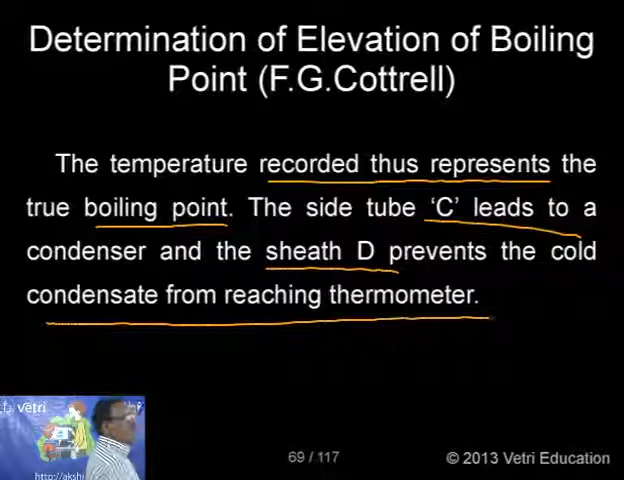 Determination of Elevation of Boiling
Point (F.G.Cottrell)
The temperature recorded thus represents the
true boiling point. The side tube ‘C’ leads to a
condenser and the sheath D prevents the cold
condensate from reaching thermometer.
vetri
http://akshi
69 / 117
© 2013 Vetri Education